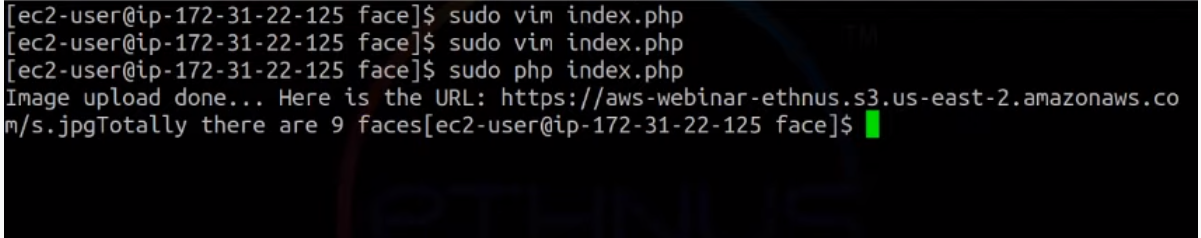 [ec2-user@ip-172-31-22-125 face]$ sudo vim index.php
[ec2-user@ip-172-31-22-125 face]$ sudo vim index.php
[ec2-user@ip-172-31-22-125 face]$ sudo php index.php
Image upload done... Here is the URL: https://aws-webinar-ethnus.s3.us-east-2.amazonaws.co
m/s.jpgTotally there are 9 faces[ec2-user@ip-172-31-22-125 face]$
TM
ETHNUS